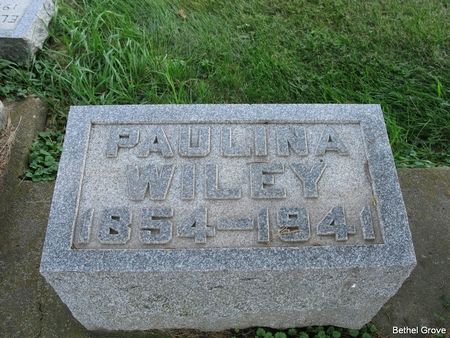 PAULINA
WILEY
1854-1941
Bethel Grove